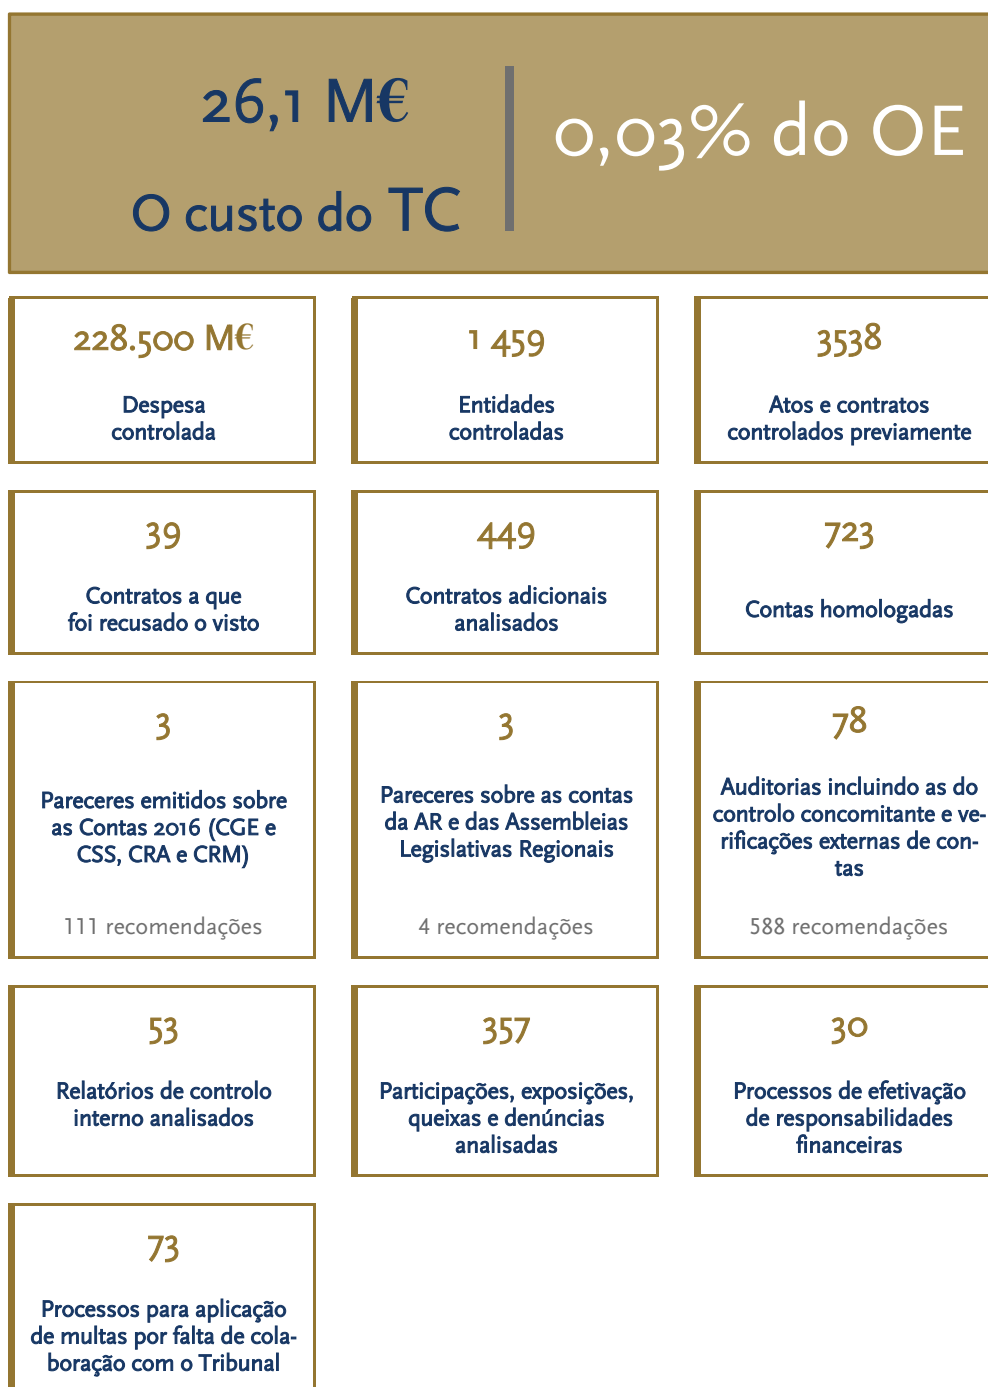 26,1 M€
O custo do TC
0,03% do OE
228.500 M€
Despesa
controlada
1 459
Entidades
controladas
3538
Atos e contratos
controlados previamente
39
Contratos a que
foi recusado o visto
449
Contratos adicionais
analisados
723
Contas homologadas
3
Pareceres emitidos sobre
as Contas 2016 (CGE e
CSS, CRA e CRM)
111 recomendações
3
Pareceres sobre as contas
da AR e das Assembleias
Legislativas Regionais
4 recomendações
78
Auditorias incluindo as do
controlo concomitante e ve-
rificações externas de con-
tas
588 recomendações
53
Relatórios de controlo
interno analisados
357
Participações, exposições,
queixas e denúncias
analisadas
30
Processos de efetivação
de responsabilidades
financeiras
73
Processos para aplicação
de multas por falta de cola-
boração com o Tribunal